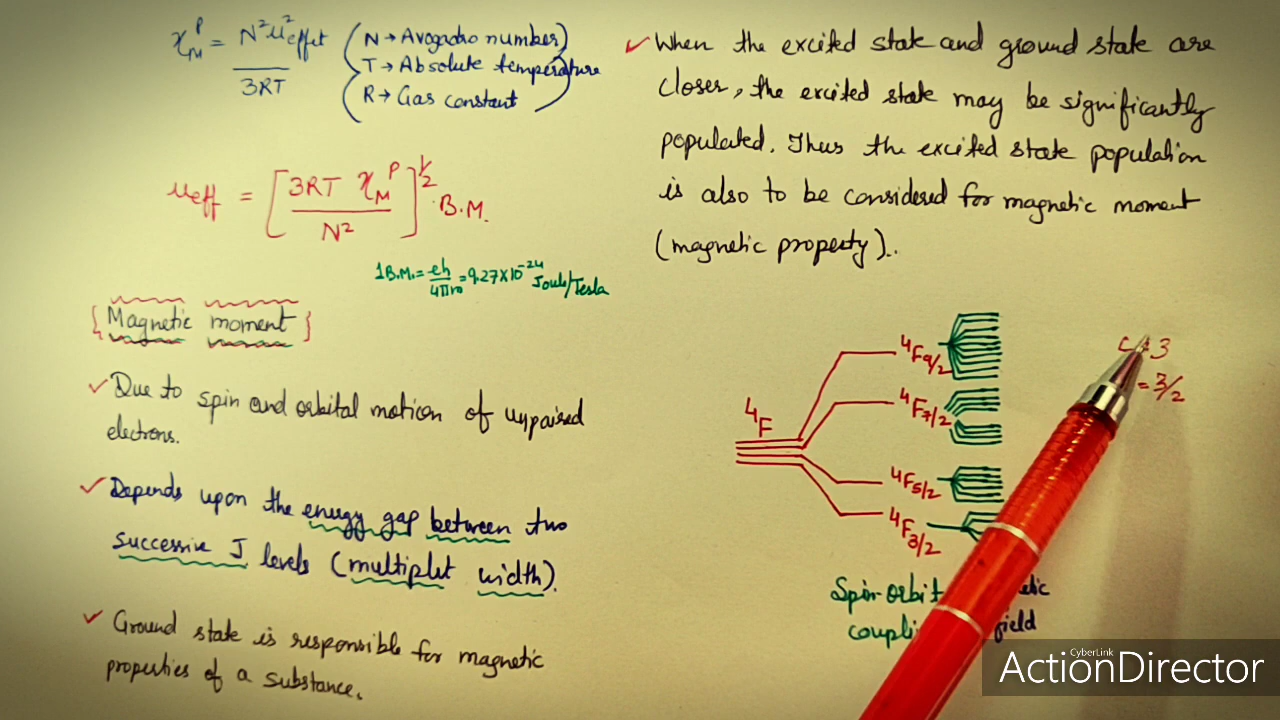 χ_M^P = N²μ²effet / 3RT
(N → Avogadro number)
T → Absolute temperature
R → Gas constant
μeff = [3RT χ_M^P / N²]^1/2 B.M.
1B.M. = eh/4πm = 9.27×10⁻²⁴ Joule/Tesla
{Magnetic moment}
✓ Due to spin and orbital motion of unpaired
electrons.
✓ Depends upon the energy gap between two
successive J levels (multiplet width).
✓ Ground state is responsible for magnetic
properties of a substance.
✓ When the excited state and ground state are
closer, the excited state may be significantly
populated. Thus the excited state population
is also to be considered for magnetic moment
(magnetic property)..
⁴F
⁴F9/2
⁴F7/2
⁴F5/2
⁴F3/2
3
= 3/2
Spin-orbit
field
CyberLink
ActionDirector